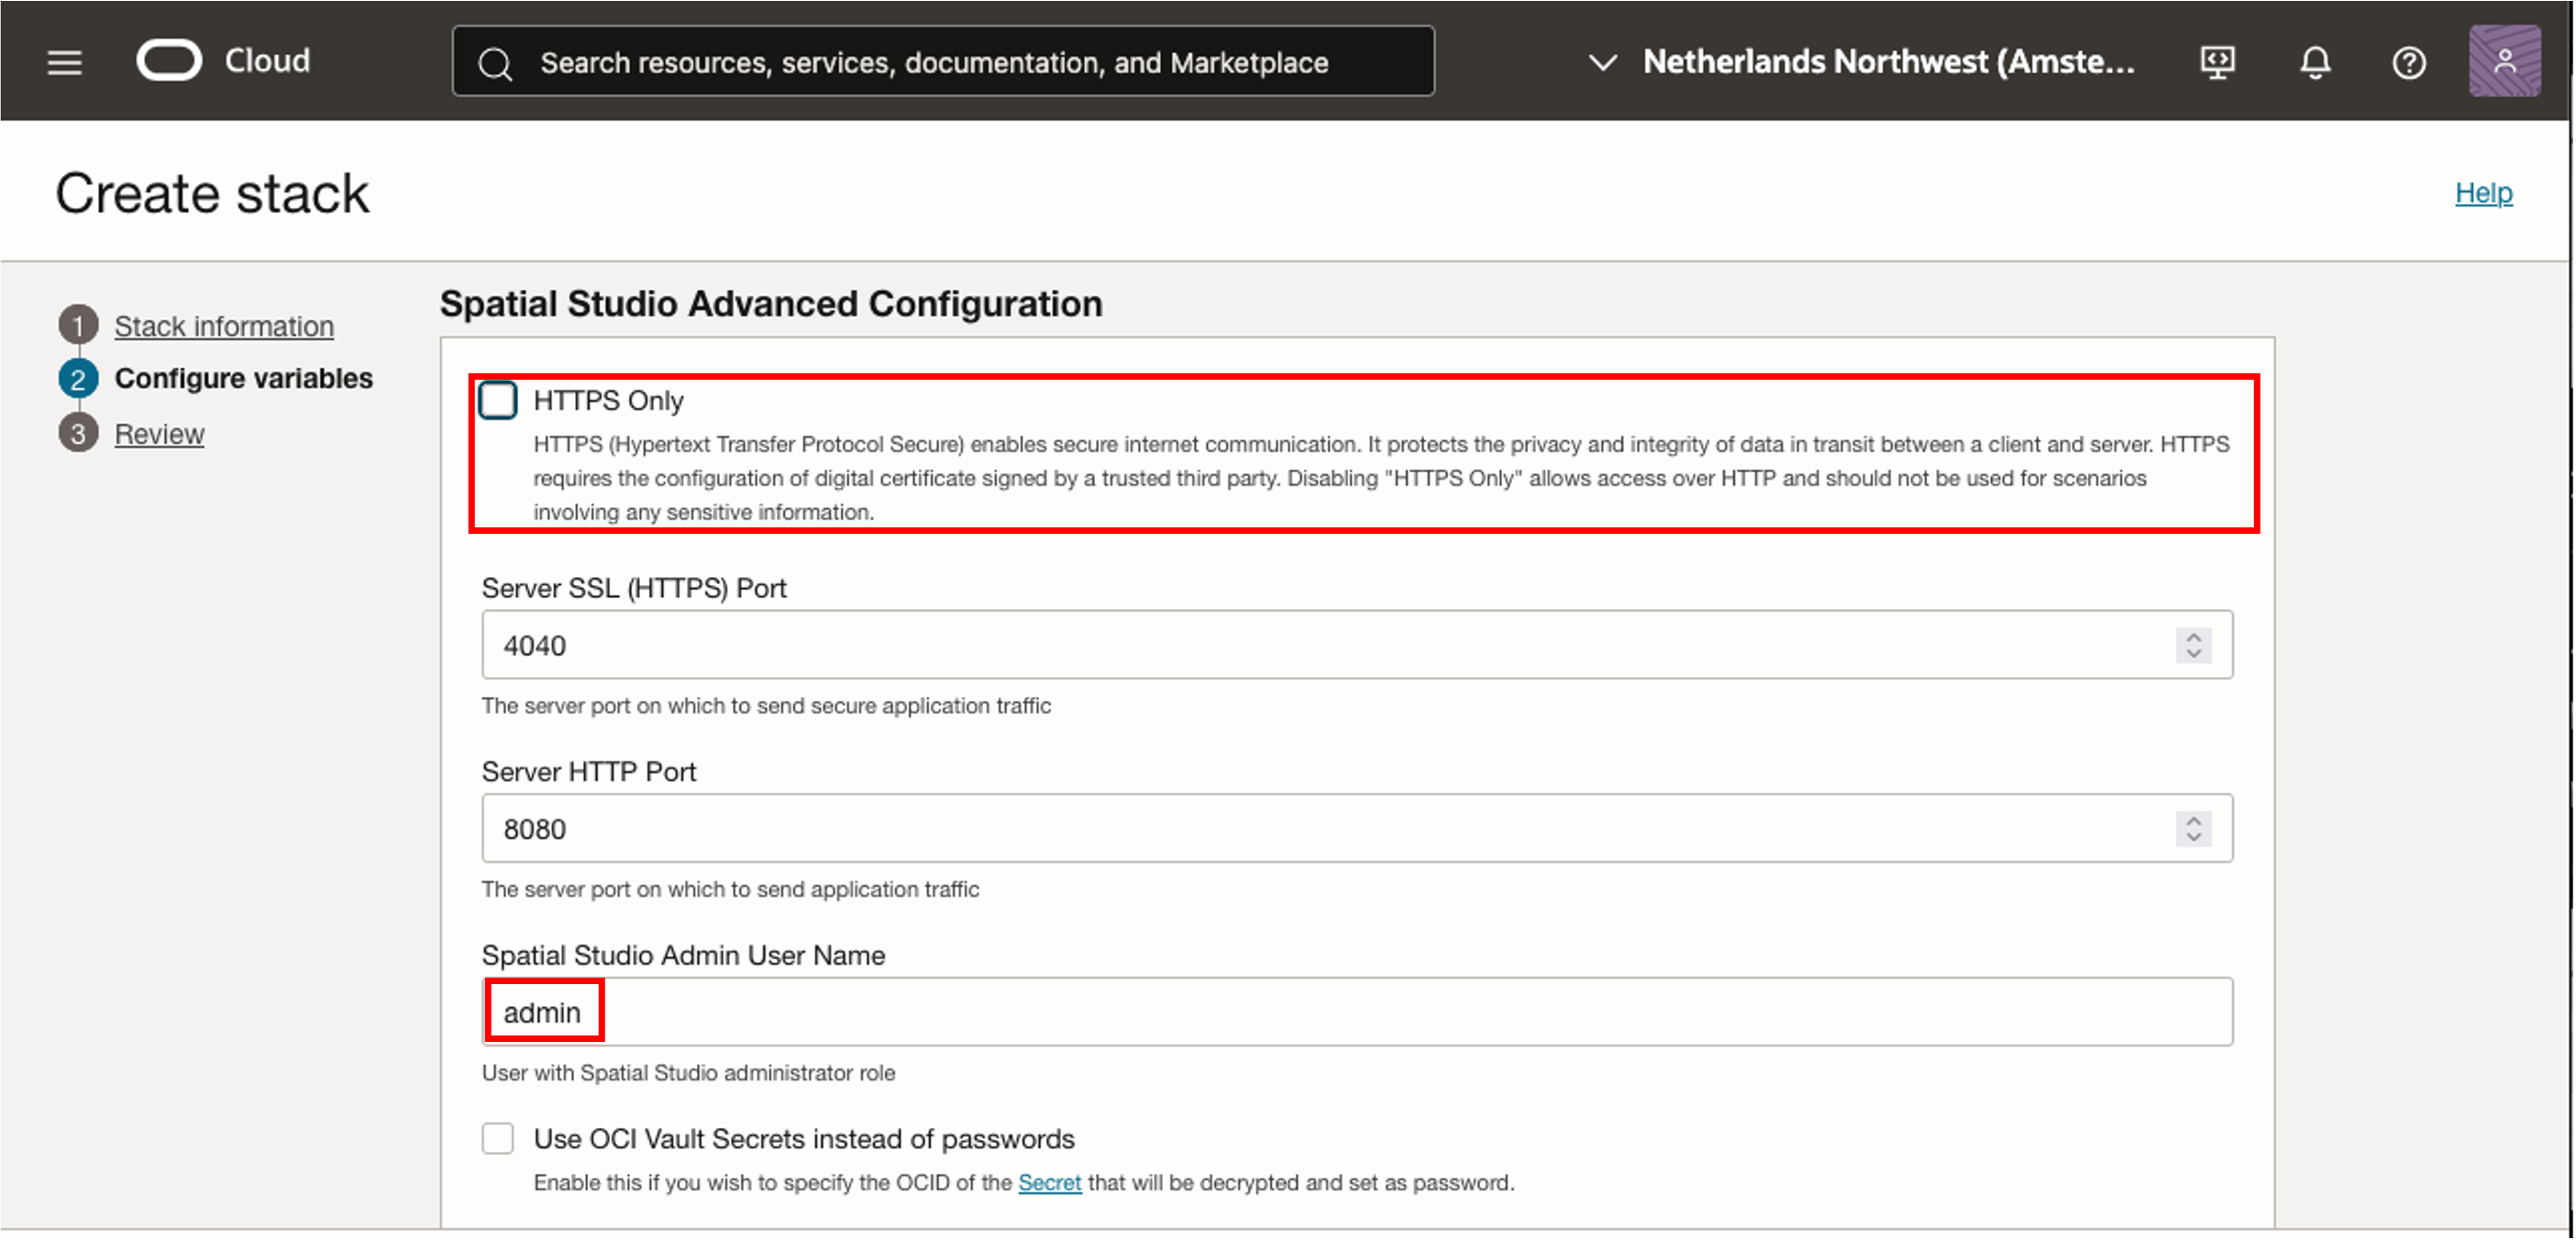 Cloud
Search resources, services, documentation, and Marketplace
Netherlands Northwest (Amste...
Create stack
Help
1 Stack information
2 Configure variables
3 Review
Spatial Studio Advanced Configuration
HTTPS Only
HTTPS (Hypertext Transfer Protocol Secure) enables secure internet communication. It protects the privacy and integrity of data in transit between a client and server. HTTPS
requires the configuration of digital certificate signed by a trusted third party. Disabling "HTTPS Only" allows access over HTTP and should not be used for scenarios
involving any sensitive information.
Server SSL (HTTPS) Port
4040
The server port on which to send secure application traffic
Server HTTP Port
8080
The server port on which to send application traffic
Spatial Studio Admin User Name
admin
User with Spatial Studio administrator role
Use OCI Vault Secrets instead of passwords
Enable this if you wish to specify the OCID of the Secret that will be decrypted and set as password.